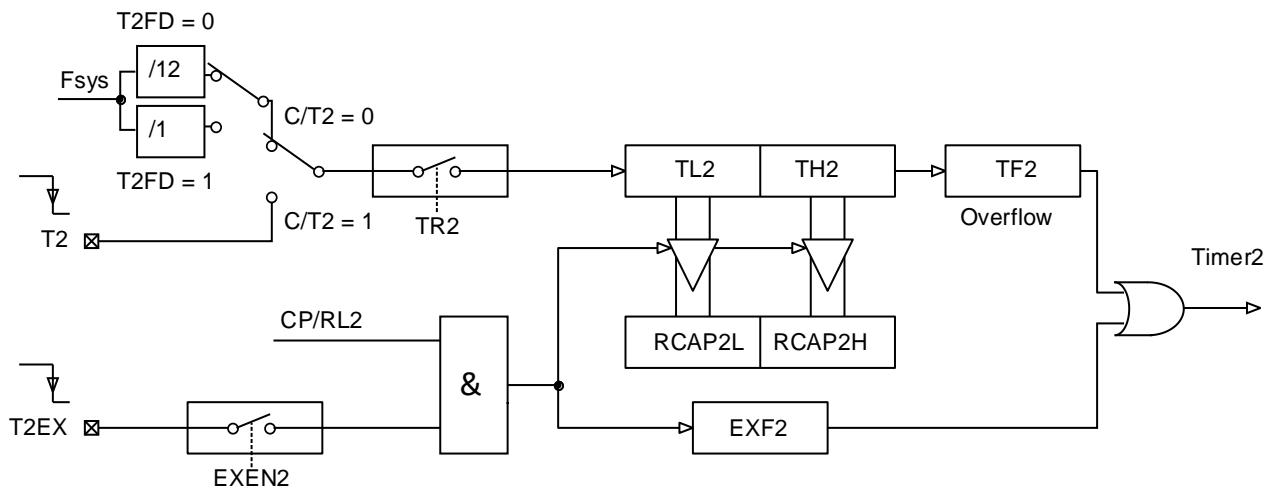 T2FD = 0
/12
Fsys
C/T2 = 0
/1
T2FD = 1
TL2
TH2
TF2
T2
C/T2 = 1
TR2
Overflow
Timer2
CP/RL2
RCAP2L
RCAP2H
&
T2EX
EXF2
EXEN2